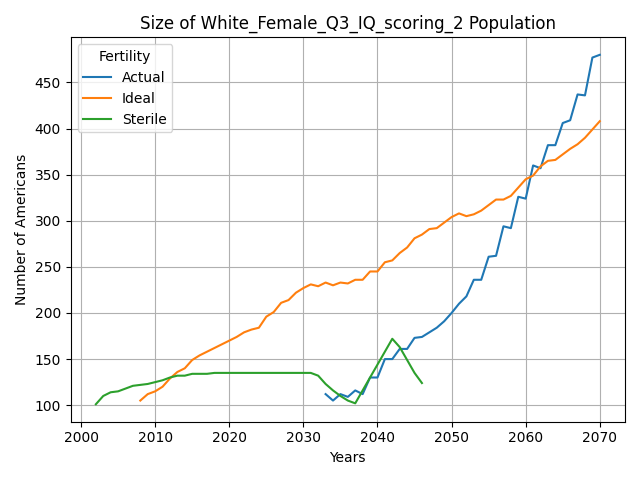 Size of White_Female_Q3_IQ_scoring_2 Population
Fertility
Actual
Ideal
Sterile
Number of Americans
450
400
350
300
250
200
150
100
2000 2010 2020 2030 2040 2050 2060 2070
Years